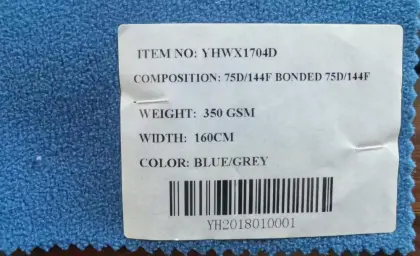 ITEM NO: YHWX1704D
COMPOSITION: 75D/144F BONDED 75D/144F
WEIGHT: 350 GSM
WIDTH: 160CM
COLOR: BLUE/GREY
YH2018010001